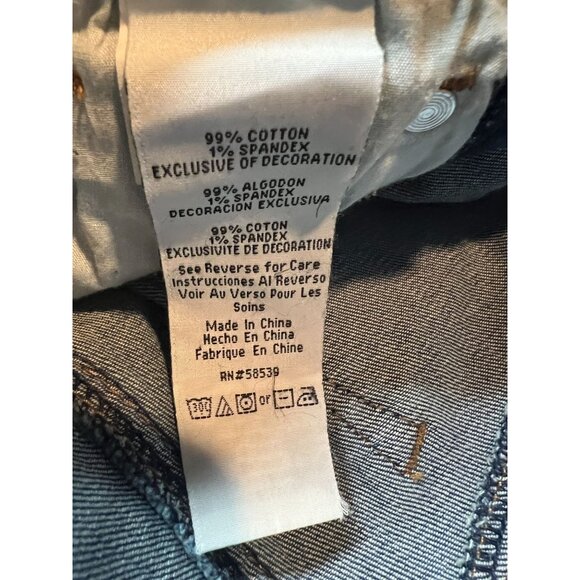 99% COTTON
1% SPANDEX
EXCLUSIVE OF DECORATION
99% ALGODON
1% SPANDEX
DECORACION EXCLUSIVA
99% COTON
1% SPANDEX
EXCLUSIVITE DE DECORATION
See Reverse for Care
Instrucciones Al Reverso
Voir Au Verso Pour Les
Soins
Made In China
Hecho En China
Fabrique En Chine
RN#58539
30C or